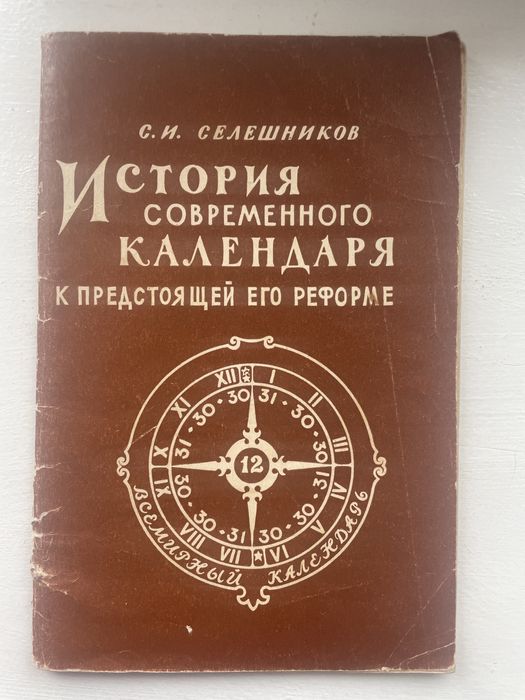 С.И. СЕЛЕШНИКОВ
ИСТОРИЯ
СОВРЕМЕННОГО
КАЛЕНДАРЯ
К ПРЕДСТОЯЩЕЙ ЕГО РЕФОРМЕ
XII I II III IV V VI VII VIII IX X XI
31·30·30·31·30·30·31·30·30·31·30·30
12
ВСЕМИРНЫЙ КАЛЕНДАРЬ